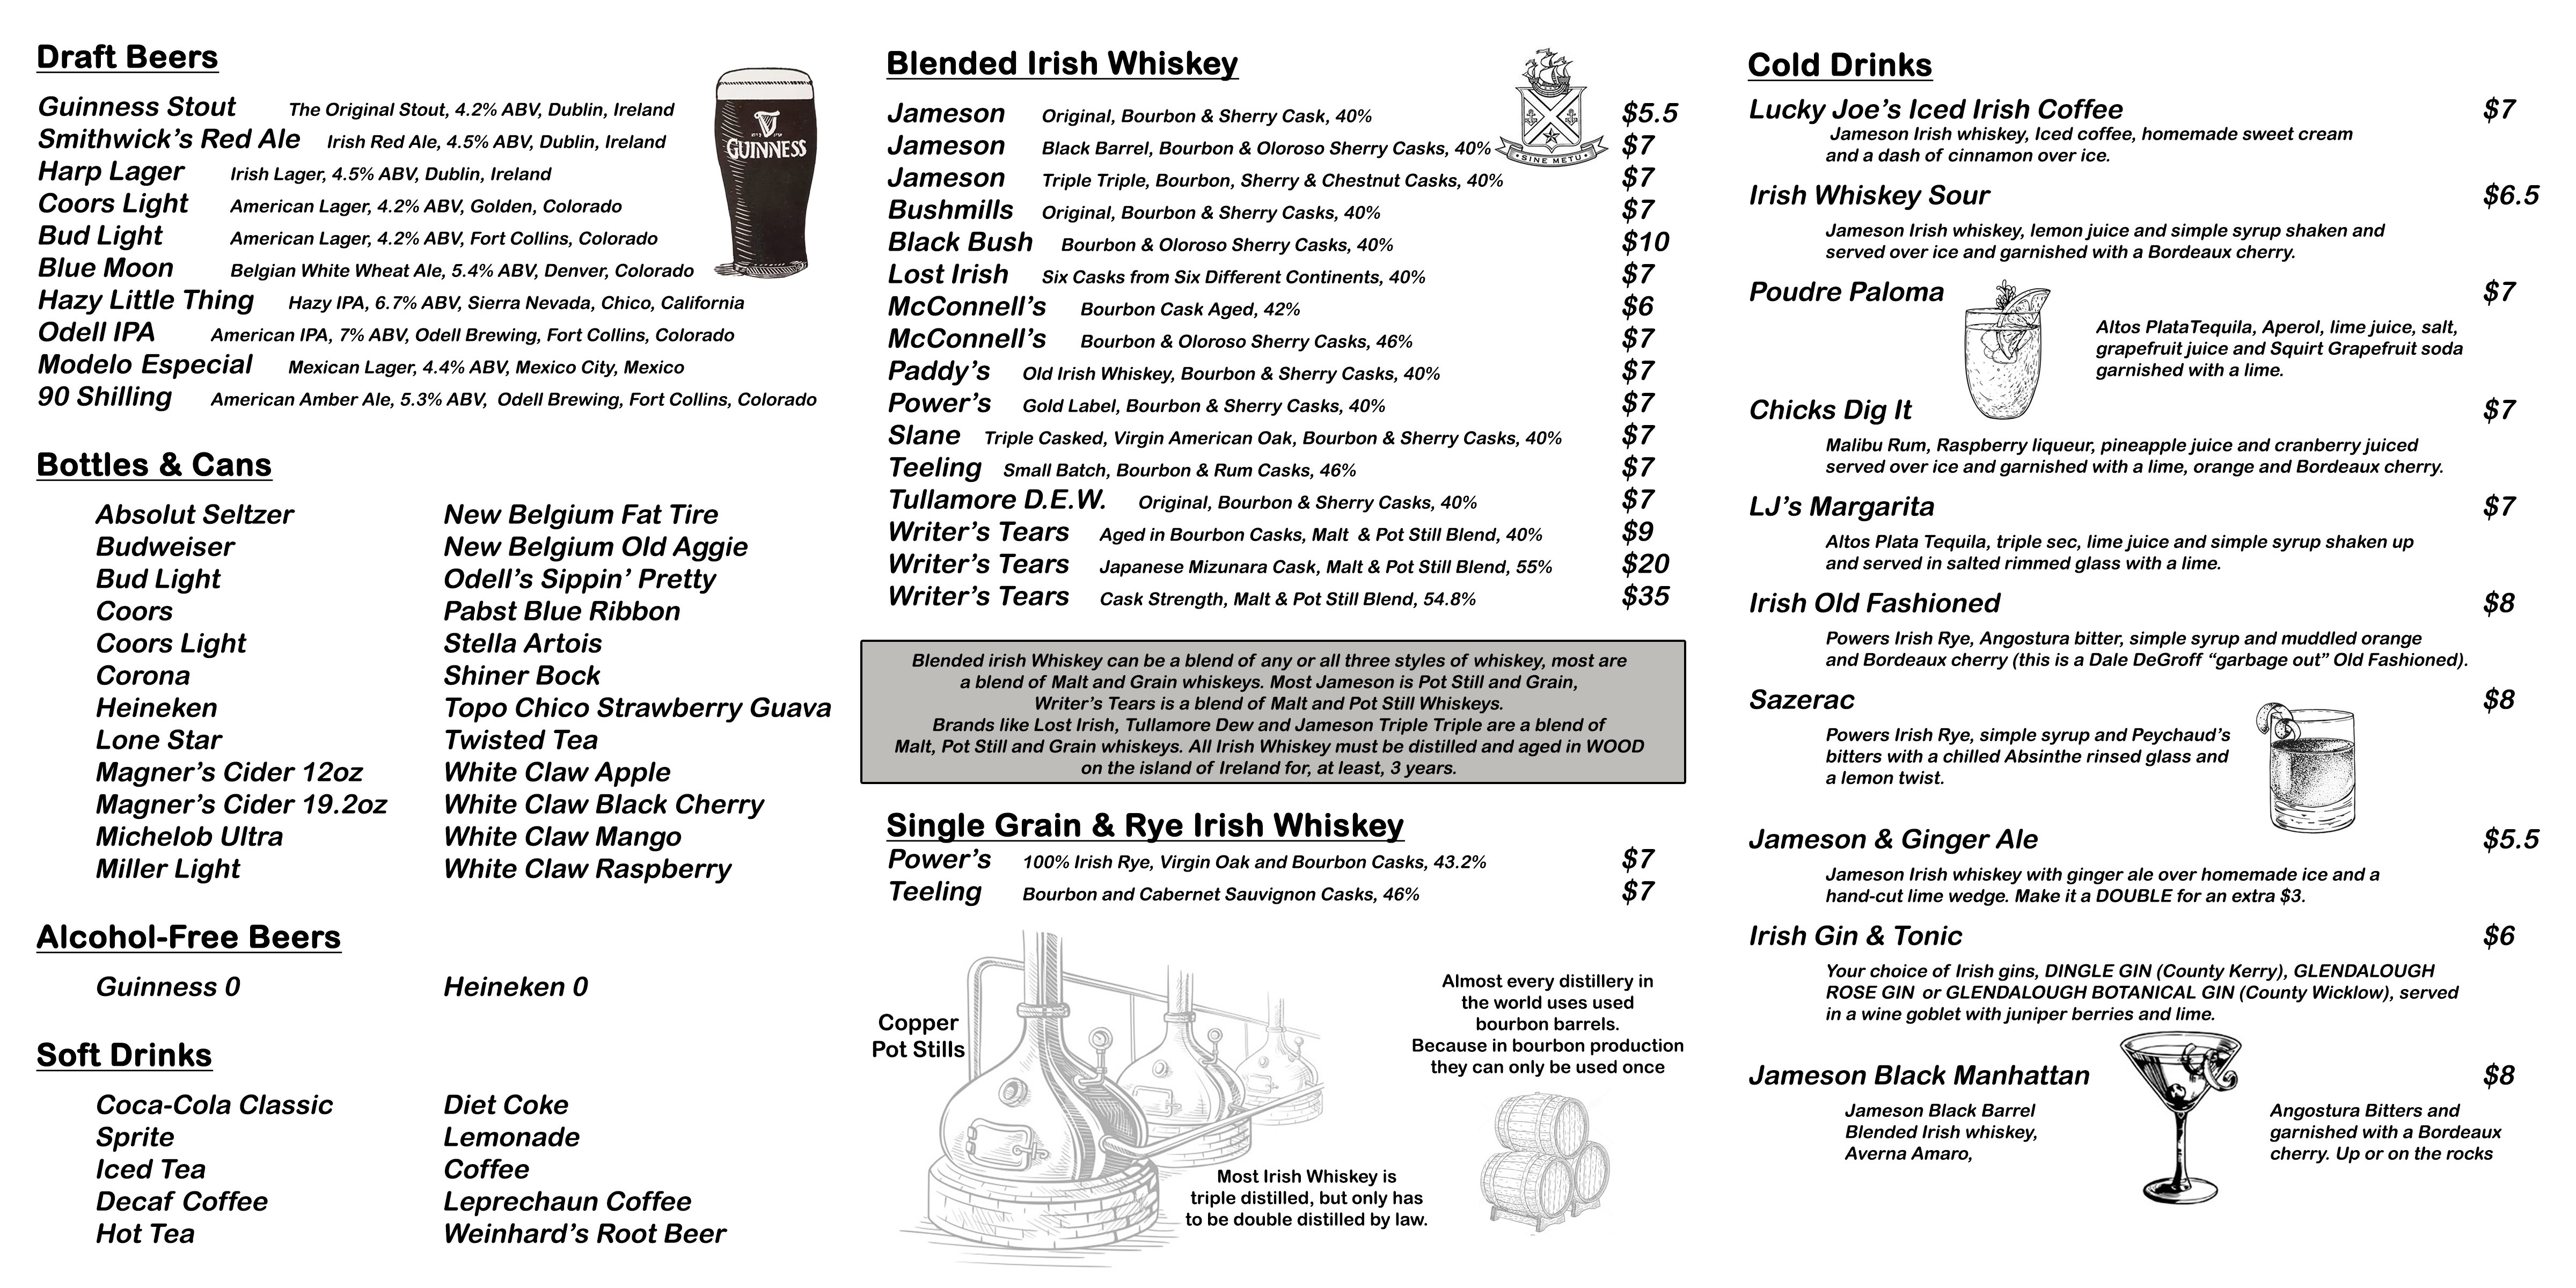 Draft Beers
Guinness Stout The Original Stout, 4.2% ABV, Dublin, Ireland
Smithwick's Red Ale Irish Red Ale, 4.5% ABV, Dublin, Ireland
Harp Lager Irish Lager, 4.5% ABV, Dublin, Ireland
Coors Light American Lager, 4.2% ABV, Golden, Colorado
Bud Light American Lager, 4.2% ABV, Fort Collins, Colorado
Blue Moon Belgian White Wheat Ale, 5.4% ABV, Denver, Colorado
Hazy Little Thing Hazy IPA, 6.7% ABV, Sierra Nevada, Chico, California
Odell IPA American IPA, 7% ABV, Odell Brewing, Fort Collins, Colorado
Modelo Especial Mexican Lager, 4.4% ABV, Mexico City, Mexico
90 Shilling American Amber Ale, 5.3% ABV, Odell Brewing, Fort Collins, Colorado
GUINNESS
Bottles & Cans
Absolut Seltzer
Budweiser
Bud Light
Coors
Coors Light
Corona
Heineken
Lone Star
Magner's Cider 12oz
Magner's Cider 19.2oz
Michelob Ultra
Miller Light
New Belgium Fat Tire
New Belgium Old Aggie
Odell's Sippin' Pretty
Pabst Blue Ribbon
Stella Artois
Shiner Bock
Topo Chico Strawberry Guava
Twisted Tea
White Claw Apple
White Claw Black Cherry
White Claw Mango
White Claw Raspberry
Alcohol-Free Beers
Guinness 0
Heineken 0
Soft Drinks
Coca-Cola Classic
Sprite
Iced Tea
Decaf Coffee
Hot Tea
Diet Coke
Lemonade
Coffee
Leprechaun Coffee
Weinhard's Root Beer
Blended Irish Whiskey
SINE METU
Jameson Original, Bourbon & Sherry Cask, 40% $5.5
Jameson Black Barrel, Bourbon & Oloroso Sherry Casks, 40% $7
Jameson Triple Triple, Bourbon, Sherry & Chestnut Casks, 40% $7
Bushmills Original, Bourbon & Sherry Casks, 40% $7
Black Bush Bourbon & Oloroso Sherry Casks, 40% $10
Lost Irish Six Casks from Six Different Continents, 40% $7
McConnell's Bourbon Cask Aged, 42% $6
McConnell's Bourbon & Oloroso Sherry Casks, 46% $7
Paddy's Old Irish Whiskey, Bourbon & Sherry Casks, 40% $7
Power's Gold Label, Bourbon & Sherry Casks, 40% $7
Slane Triple Casked, Virgin American Oak, Bourbon & Sherry Casks, 40% $7
Teeling Small Batch, Bourbon & Rum Casks, 46% $7
Tullamore D.E.W. Original, Bourbon & Sherry Casks, 40% $7
Writer's Tears Aged in Bourbon Casks, Malt & Pot Still Blend, 40% $9
Writer's Tears Japanese Mizunara Cask, Malt & Pot Still Blend, 55% $20
Writer's Tears Cask Strength, Malt & Pot Still Blend, 54.8% $35
Blended irish Whiskey can be a blend of any or all three styles of whiskey, most are
a blend of Malt and Grain whiskeys. Most Jameson is Pot Still and Grain,
Writer's Tears is a blend of Malt and Pot Still Whiskeys.
Brands like Lost Irish, Tullamore Dew and Jameson Triple Triple are a blend of
Malt, Pot Still and Grain whiskeys. All Irish Whiskey must be distilled and aged in WOOD
on the island of Ireland for, at least, 3 years.
Single Grain & Rye Irish Whiskey
Power's 100% Irish Rye, Virgin Oak and Bourbon Casks, 43.2% $7
Teeling Bourbon and Cabernet Sauvignon Casks, 46% $7
Copper
Pot Stills
Almost every distillery in
the world uses used
bourbon barrels.
Because in bourbon production
they can only be used once
Most Irish Whiskey is
triple distilled, but only has
to be double distilled by law.
Cold Drinks
Lucky Joe's Iced Irish Coffee $7
Jameson Irish whiskey, Iced coffee, homemade sweet cream
and a dash of cinnamon over ice.
Irish Whiskey Sour $6.5
Jameson Irish whiskey, lemon juice and simple syrup shaken and
served over ice and garnished with a Bordeaux cherry.
Poudre Paloma $7
Altos PlataTequila, Aperol, lime juice, salt,
grapefruit juice and Squirt Grapefruit soda
garnished with a lime.
Chicks Dig It $7
Malibu Rum, Raspberry liqueur, pineapple juice and cranberry juiced
served over ice and garnished with a lime, orange and Bordeaux cherry.
LJ's Margarita $7
Altos Plata Tequila, triple sec, lime juice and simple syrup shaken up
and served in salted rimmed glass with a lime.
Irish Old Fashioned $8
Powers Irish Rye, Angostura bitter, simple syrup and muddled orange
and Bordeaux cherry (this is a Dale DeGroff "garbage out" Old Fashioned).
Sazerac $8
Powers Irish Rye, simple syrup and Peychaud's
bitters with a chilled Absinthe rinsed glass and
a lemon twist.
Jameson & Ginger Ale $5.5
Jameson Irish whiskey with ginger ale over homemade ice and a
hand-cut lime wedge. Make it a DOUBLE for an extra $3.
Irish Gin & Tonic $6
Your choice of Irish gins, DINGLE GIN (County Kerry), GLENDALOUGH
ROSE GIN or GLENDALOUGH BOTANICAL GIN (County Wicklow), served
in a wine goblet with juniper berries and lime.
Jameson Black Manhattan $8
Jameson Black Barrel
Blended Irish whiskey,
Averna Amaro,
Angostura Bitters and
garnished with a Bordeaux
cherry. Up or on the rocks